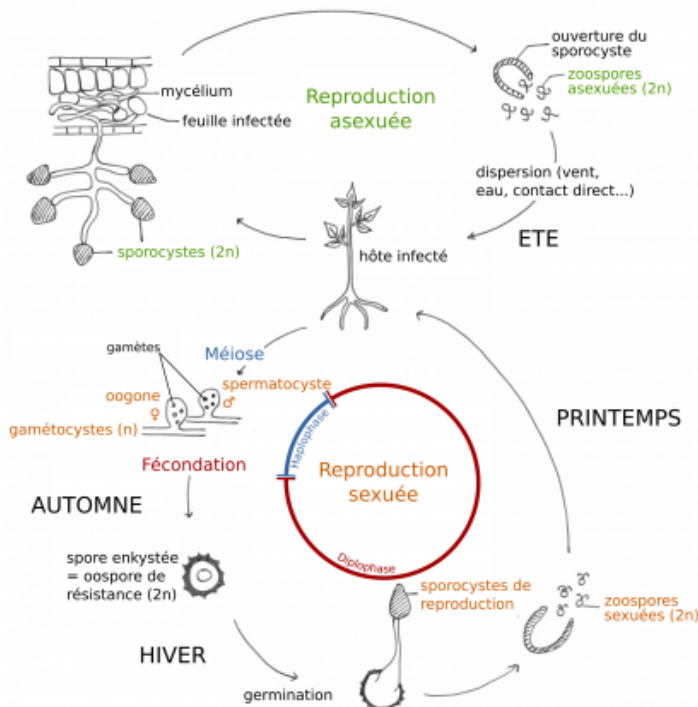 ouverture du
sporocyste
zoospores
asexuées (2n)
mycélium
feuille infectée
Reproduction
asexuée
dispersion (vent,
eau, contact direct...)
sporocystes (2n)
hôte infecté
ETE
gamètes
Méiose
oogone
♀
spermatocyste
♂
gamétocystes (n)
Fécondation
Haplophase
Reproduction
sexuée
Diplophase
PRINTEMPS
AUTOMNE
spore enkystée
= oospore de
résistance (2n)
sporocystes de
reproduction
zoospores
sexuées (2n)
HIVER
germination